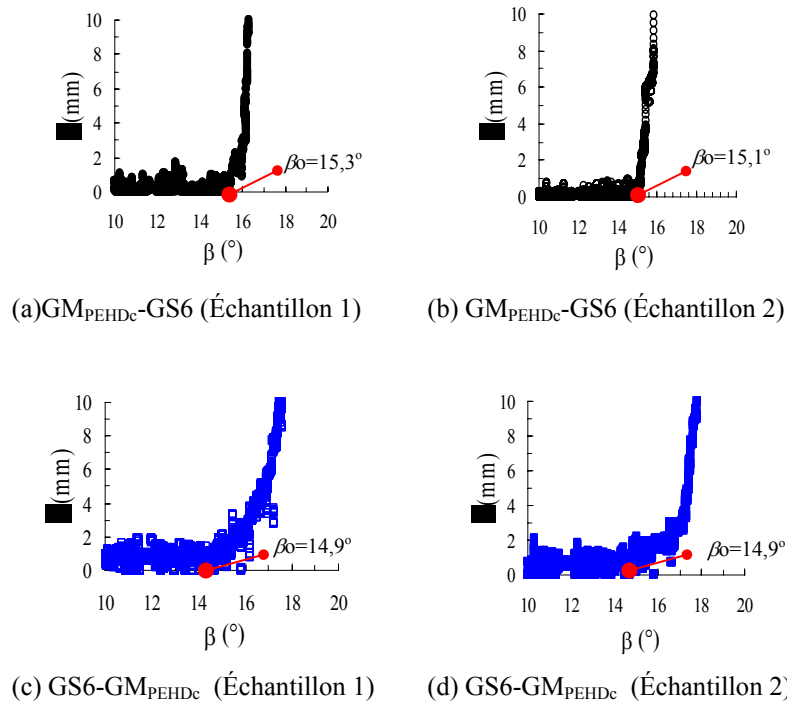 10
8
6
4
2
0
(mm)
βo=15,3°
10 12 14 16 18 20
β (°)
(a)GM_PEHDc-GS6 (Échantillon 1)
10
8
6
4
2
0
(mm)
βo=15,1°
10 12 14 16 18 20
β (°)
(b) GM_PEHDc-GS6 (Échantillon 2)
10
8
6
4
2
0
(mm)
βo=14,9°
10 12 14 16 18 20
β (°)
(c) GS6-GM_PEHDc (Échantillon 1)
10
8
6
4
2
0
(mm)
βo=14,9°
10 12 14 16 18 20
β (°)
(d) GS6-GM_PEHDc (Échantillon 2)